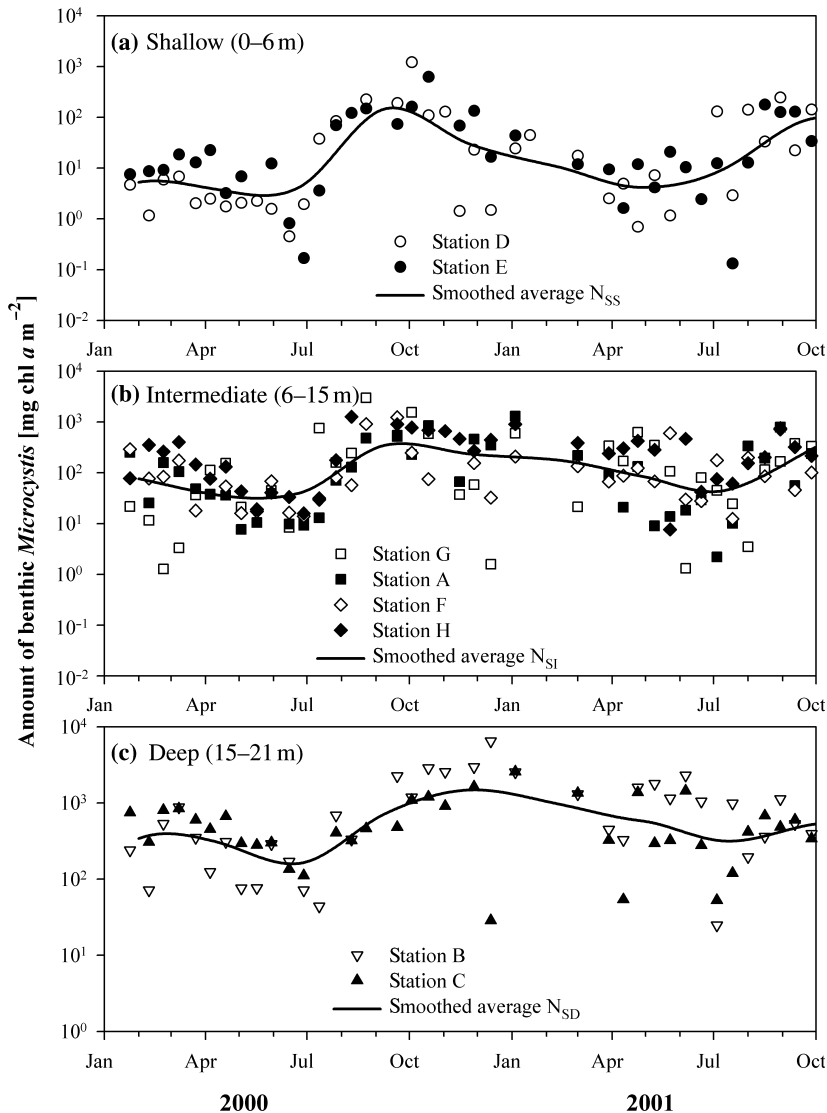 Amount of benthic Microcystis [mg chl a m⁻²]
(a) Shallow (0–6 m)
10⁴
10³
10²
10¹
10⁰
10⁻¹
10⁻²
Station D
Station E
Smoothed average N_SS
Jan Apr Jul Oct Jan Apr Jul Oct
(b) Intermediate (6–15 m)
10⁴
10³
10²
10¹
10⁰
10⁻¹
10⁻²
Station G
Station A
Station F
Station H
Smoothed average N_SI
Jan Apr Jul Oct Jan Apr Jul Oct
(c) Deep (15–21 m)
10⁴
10³
10²
10¹
10⁰
Station B
Station C
Smoothed average N_SD
Jan Apr Jul Oct Jan Apr Jul Oct
2000 2001